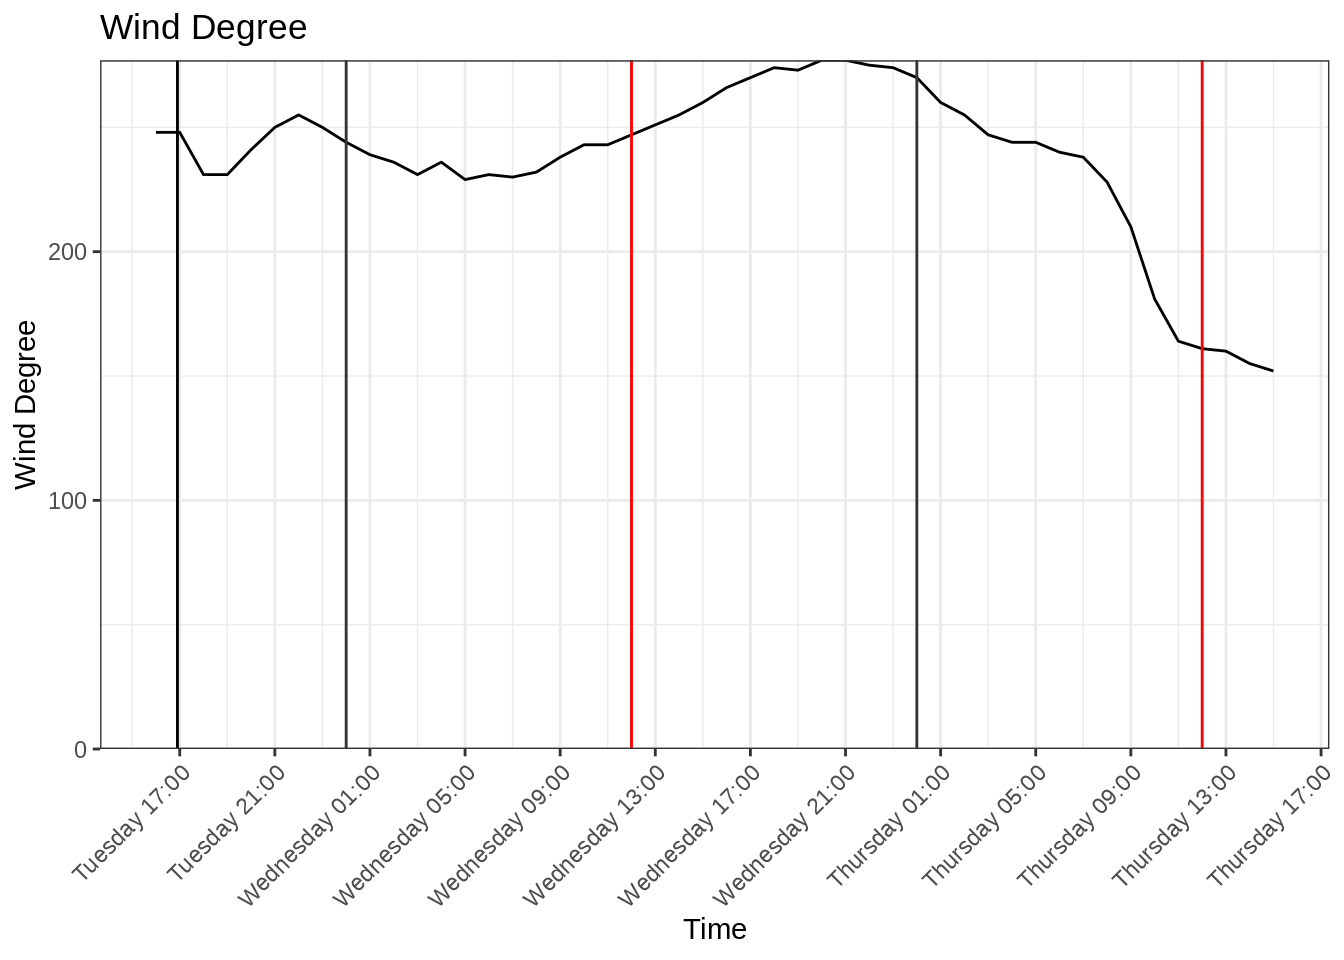 Wind Degree
Wind Degree
200
100
0
Tuesday 17:00
Tuesday 21:00
Wednesday 01:00
Wednesday 05:00
Wednesday 09:00
Wednesday 13:00
Wednesday 17:00
Wednesday 21:00
Thursday 01:00
Thursday 05:00
Thursday 09:00
Thursday 13:00
Thursday 17:00
Time